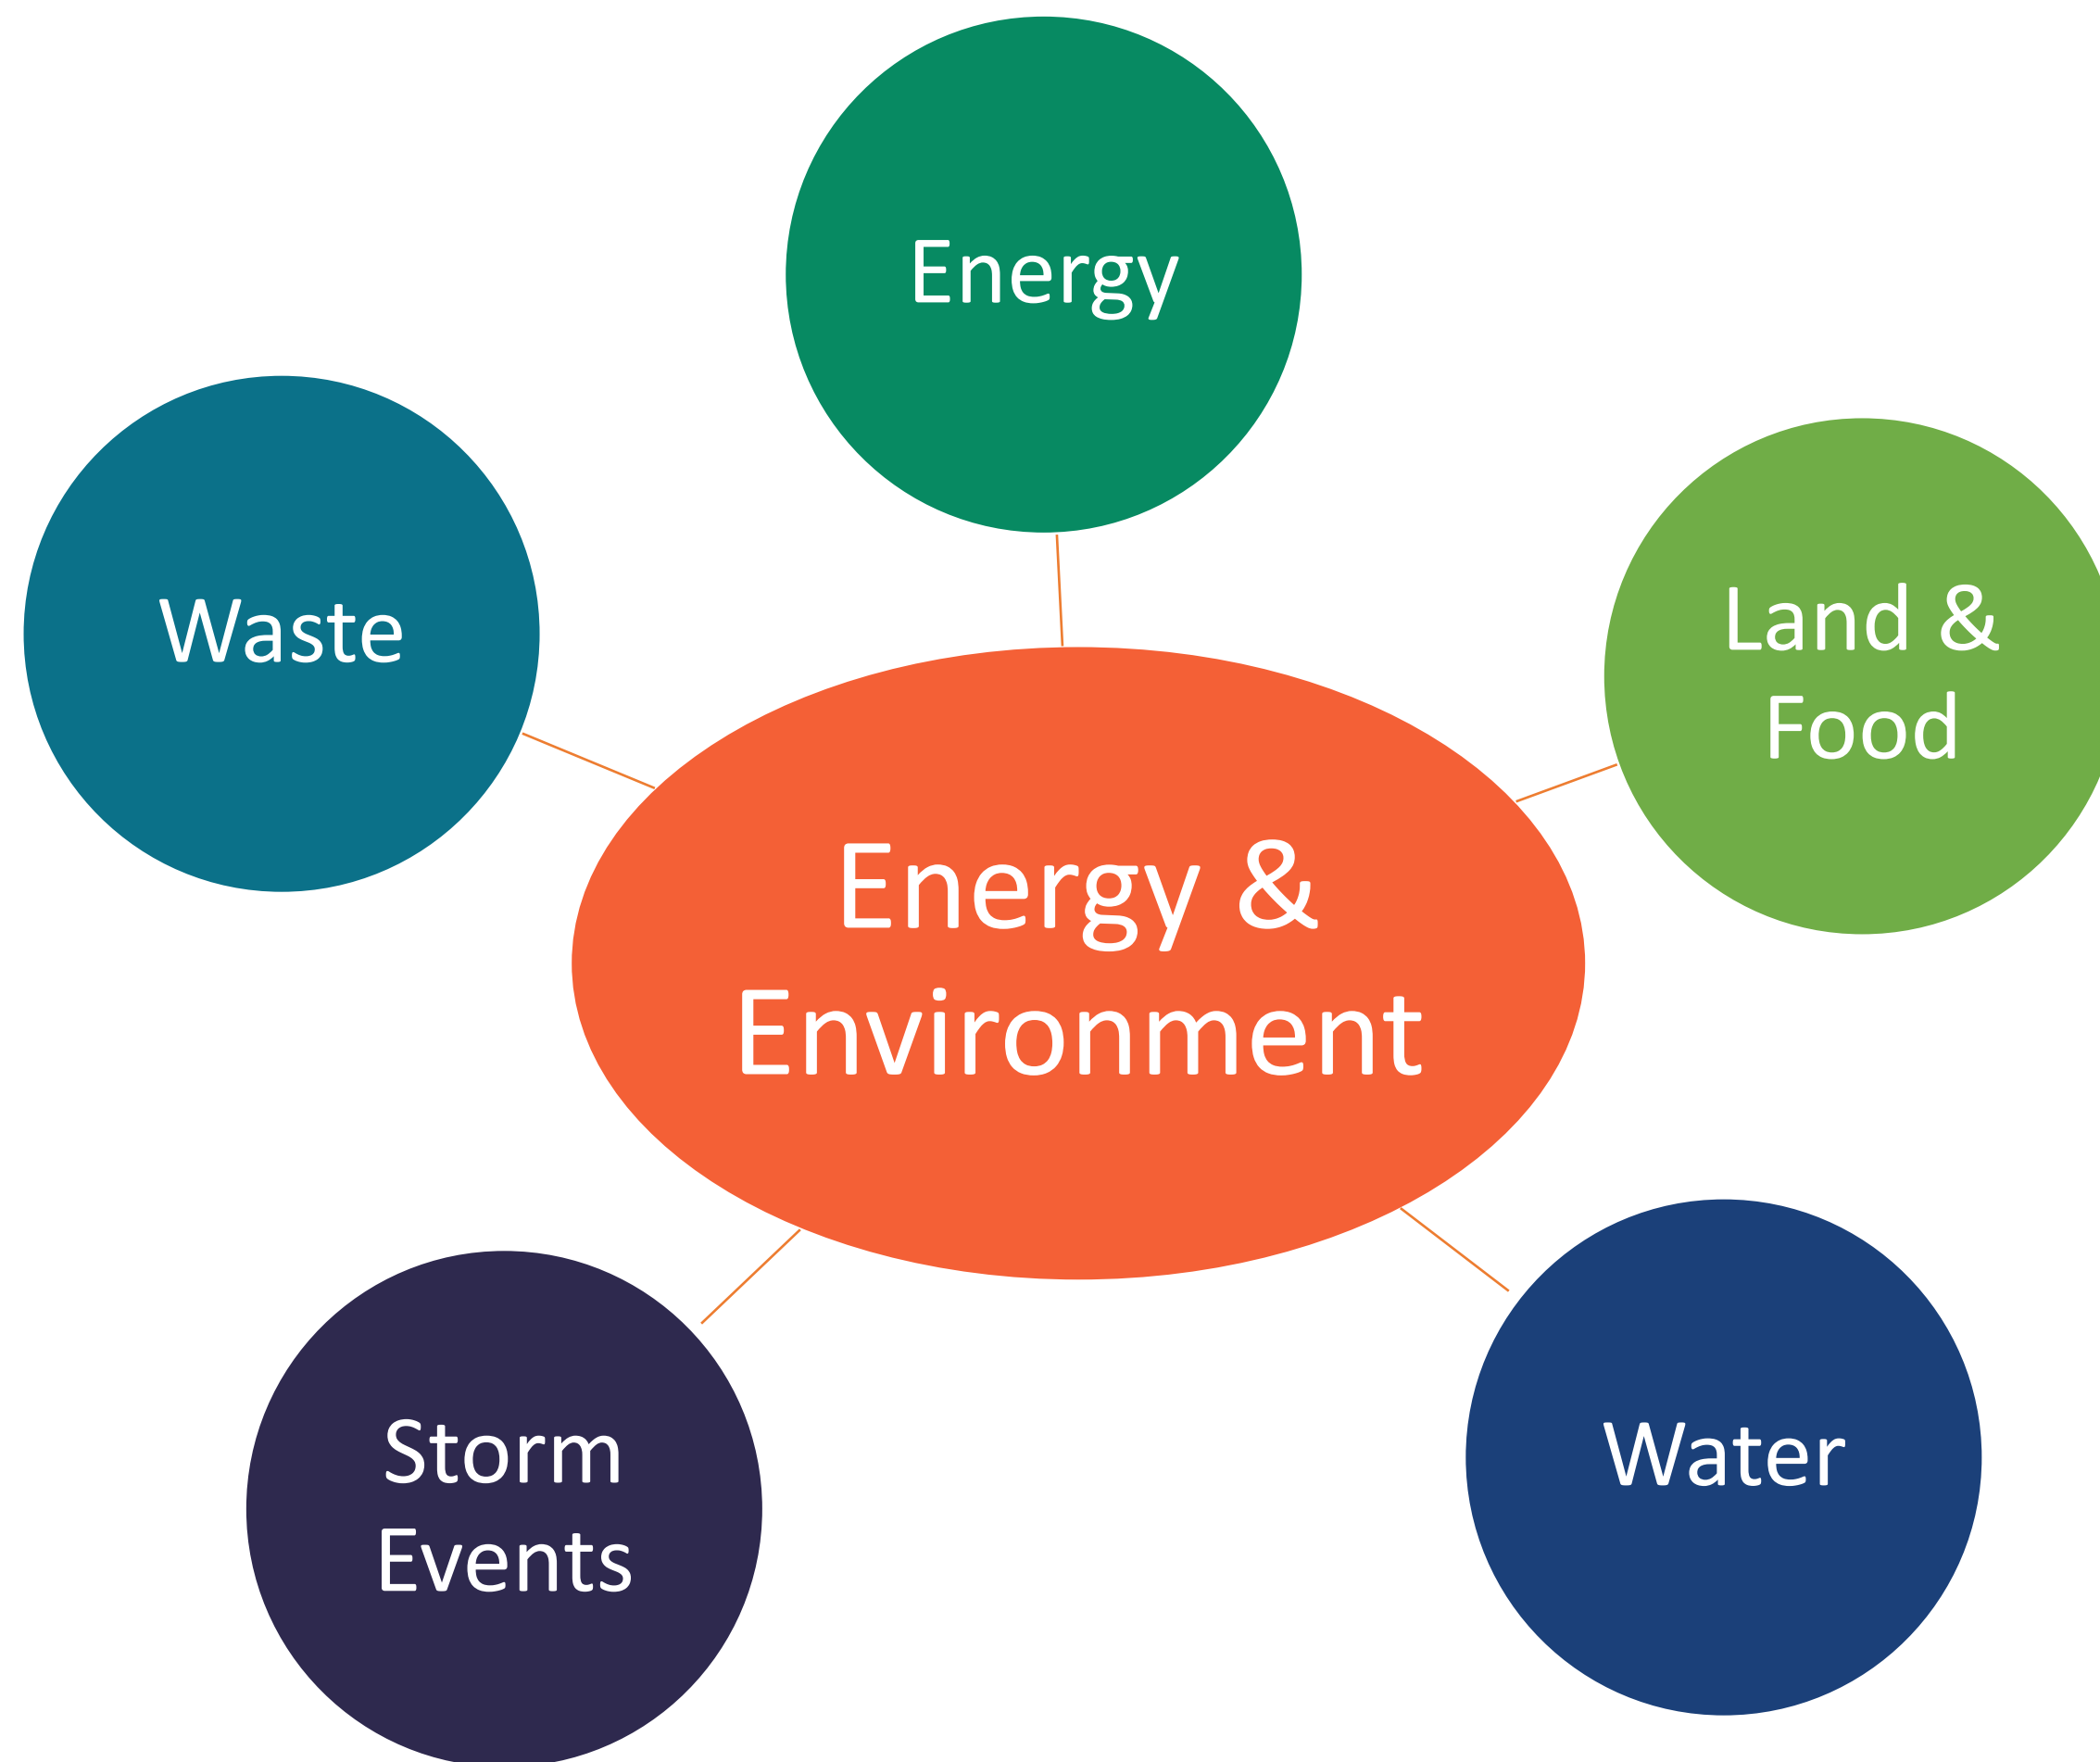 Energy
Waste
Land &
Food
Energy &
Environment
Storm
Events
Water